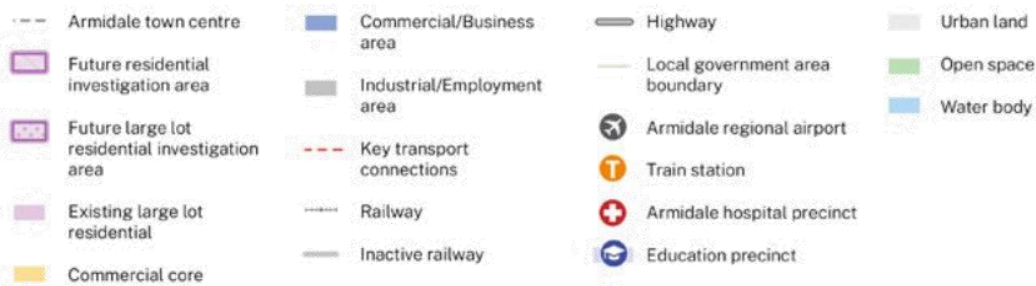 Armidale town centre
Future residential
investigation area
Future large lot
residential investigation
area
Existing large lot
residential
Commercial core
Commercial/Business
area
Industrial/Employment
area
Key transport
connections
Railway
Inactive railway
Highway
Local government area
boundary
Armidale regional airport
T Train station
Armidale hospital precinct
Education precinct
Urban land
Open space
Water body